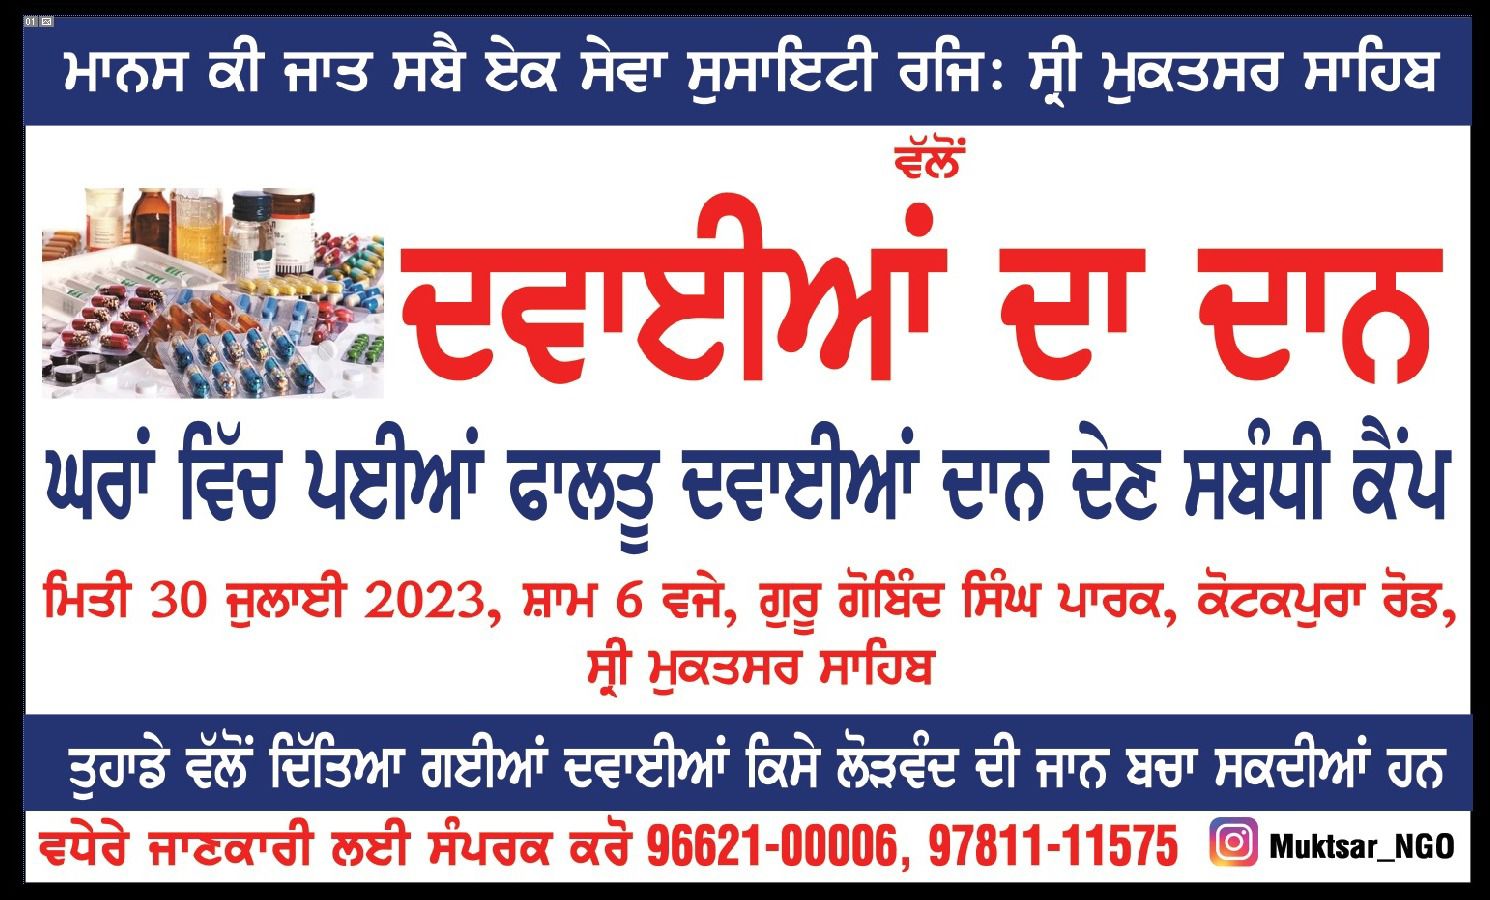 ਮਾਨਸ ਕੀ ਜਾਤ ਸਬੈ ਏਕ ਸੇਵਾ ਸੁਸਾਇਟੀ ਰਜਿ: ਸ੍ਰੀ ਮੁਕਤਸਰ ਸਾਹਿਬ
ਵੱਲੋਂ
ਦਵਾਈਆਂ ਦਾ ਦਾਨ
ਘਰਾਂ ਵਿੱਚ ਪਈਆਂ ਫਾਲਤੂ ਦਵਾਈਆਂ ਦਾਨ ਦੇਣ ਸਬੰਧੀ ਕੈਂਪ
ਮਿਤੀ 30 ਜੁਲਾਈ 2023, ਸ਼ਾਮ 6 ਵਜੇ, ਗੁਰੂ ਗੋਬਿੰਦ ਸਿੰਘ ਪਾਰਕ, ਕੋਟਕਪੁਰਾ ਰੋਡ,
ਸ੍ਰੀ ਮੁਕਤਸਰ ਸਾਹਿਬ
ਤੁਹਾਡੇ ਵੱਲੋਂ ਦਿੱਤਿਆ ਗਈਆਂ ਦਵਾਈਆਂ ਕਿਸੇ ਲੋੜਵੰਦ ਦੀ ਜਾਨ ਬਚਾ ਸਕਦੀਆਂ ਹਨ
ਵਧੇਰੇ ਜਾਣਕਾਰੀ ਲਈ ਸੰਪਰਕ ਕਰੋ 96621-00006, 97811-11575 Muktsar_NGO